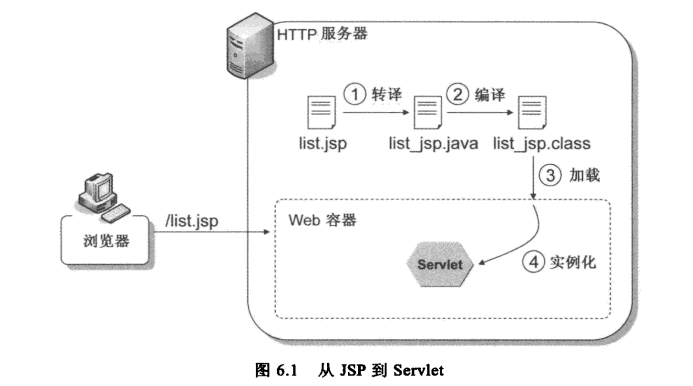 HTTP 服务器
① 转译
② 编译
list.jsp
list_jsp.java
list_jsp.class
③ 加载
/list.jsp
浏览器
Web 容器
Servlet
④ 实例化
图 6.1 从 JSP 到 Servlet